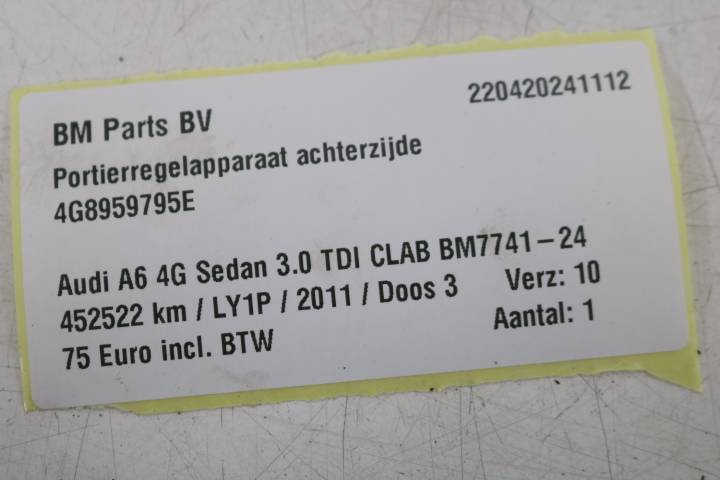 BM Parts BV 220420241112
Portierregelapparaat achterzijde
4G8959795E
Audi A6 4G Sedan 3.0 TDI CLAB BM7741-24
452522 km / LY1P / 2011 / Doos 3 Verz: 10
75 Euro incl. BTW Aantal: 1